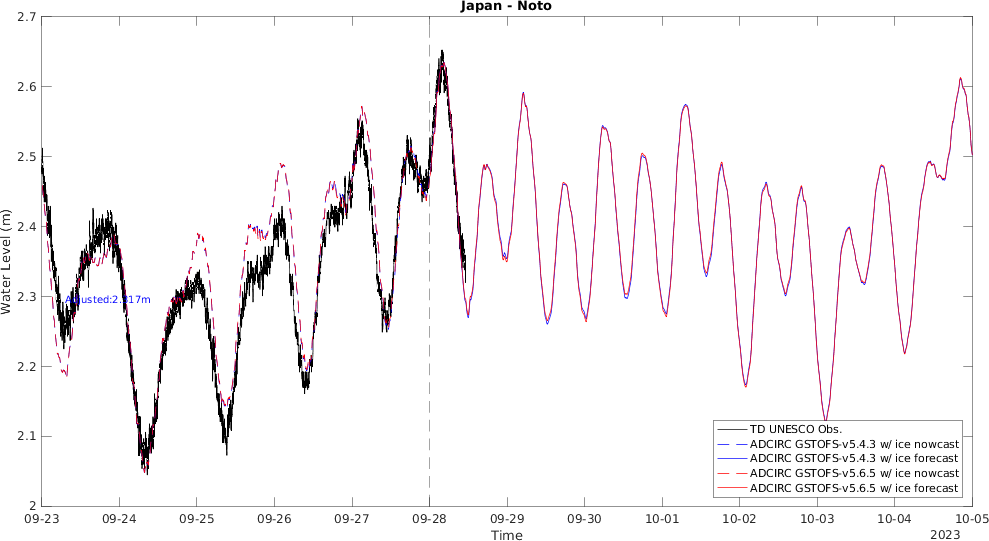 Japan - Noto
Water Level (m)
2.7
2.6
2.5
2.4
2.3
2.2
2.1
2
Adjusted:2.317m
TD UNESCO Obs.
ADCIRC GSTOFS-v5.4.3 w/ ice nowcast
ADCIRC GSTOFS-v5.4.3 w/ ice forecast
ADCIRC GSTOFS-v5.6.5 w/ ice nowcast
ADCIRC GSTOFS-v5.6.5 w/ ice forecast
09-23 09-24 09-25 09-26 09-27 09-28 09-29 09-30 10-01 10-02 10-03 10-04 10-05
Time
2023